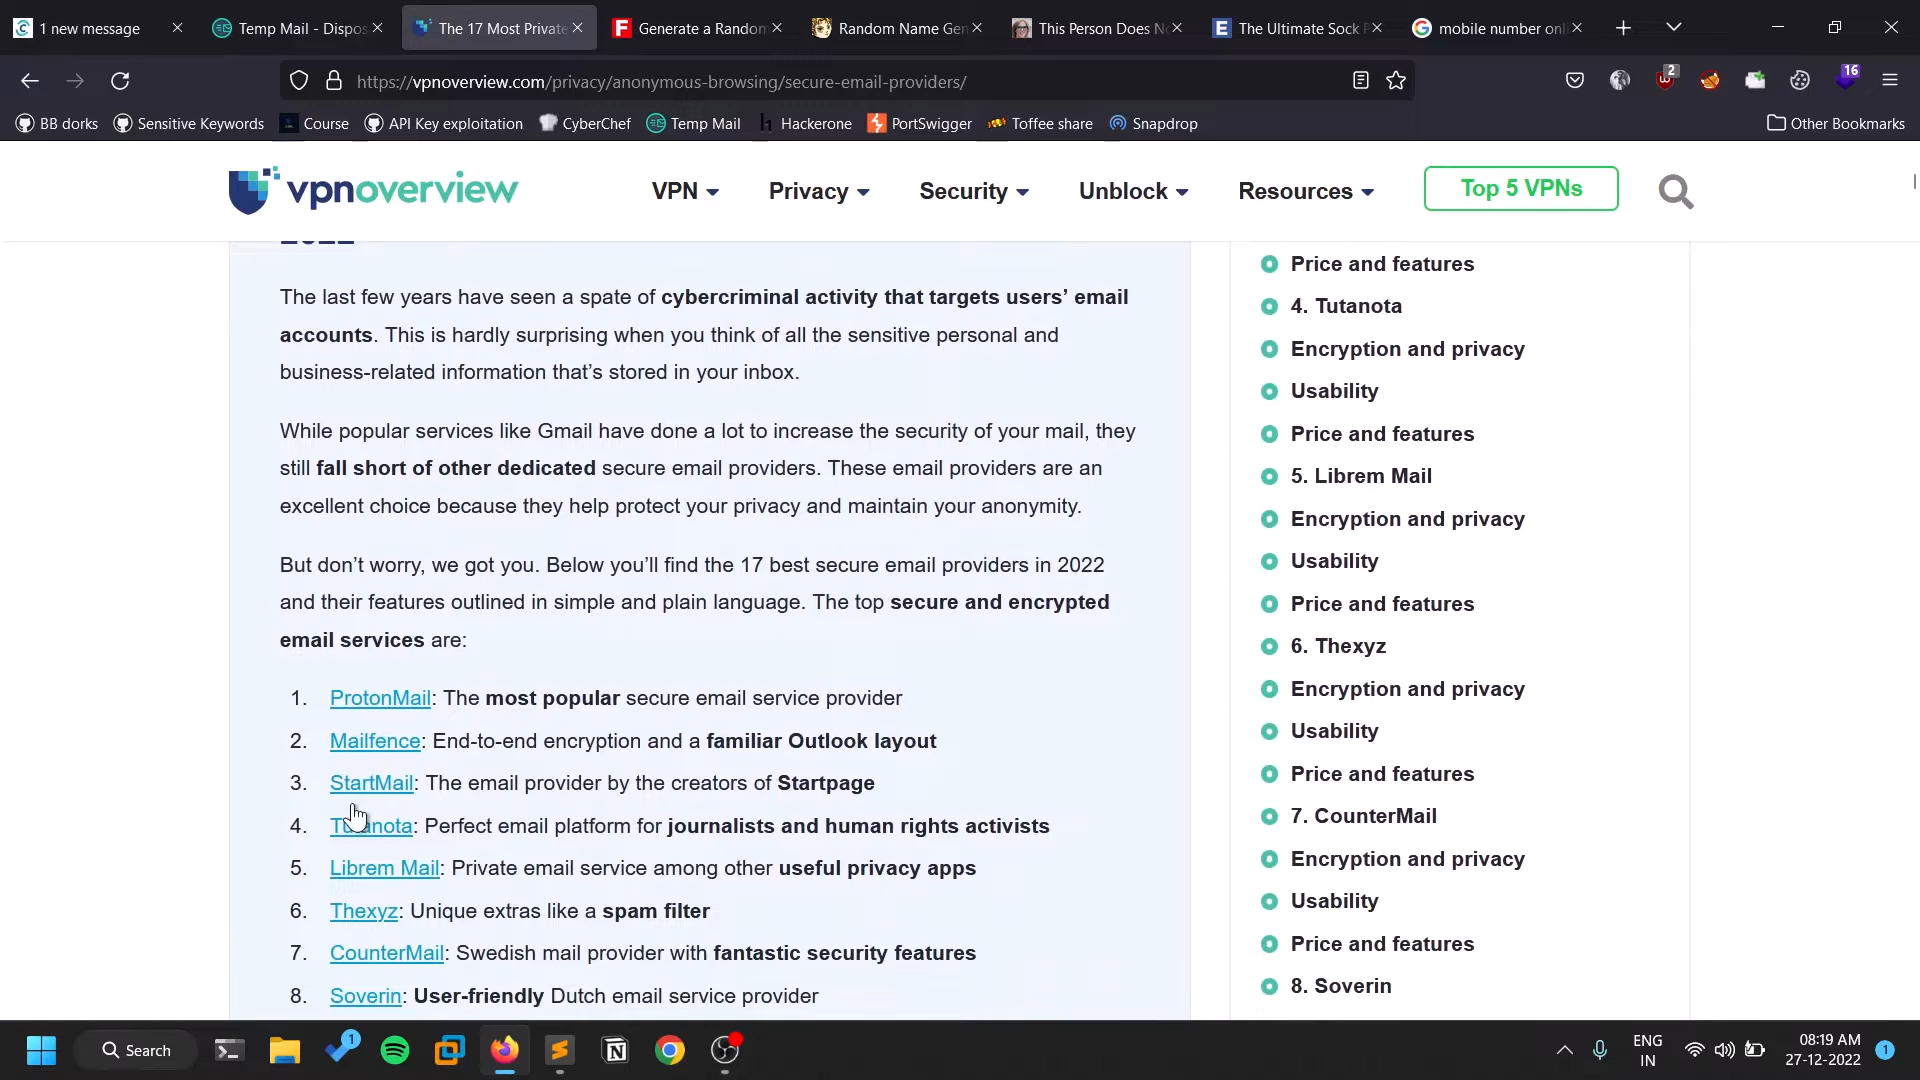 1 new message
Temp Mail - Dispos
The 17 Most Private
Generate a Random
Random Name Gen
This Person Does No
The Ultimate Sock P
mobile number onl
https://vpnoverview.com/privacy/anonymous-browsing/secure-email-providers/
2
16
BB dorks
Sensitive Keywords
Course
API Key exploitation
CyberChef
Temp Mail
Hackerone
PortSwigger
Toffee share
Snapdrop
Other Bookmarks
vpnoverview
VPN
Privacy
Security
Unblock
Resources
Top 5 VPNs
2022
The last few years have seen a spate of cybercriminal activity that targets users’ email
accounts. This is hardly surprising when you think of all the sensitive personal and
business-related information that’s stored in your inbox.
While popular services like Gmail have done a lot to increase the security of your mail, they
still fall short of other dedicated secure email providers. These email providers are an
excellent choice because they help protect your privacy and maintain your anonymity.
But don’t worry, we got you. Below you’ll find the 17 best secure email providers in 2022
and their features outlined in simple and plain language. The top secure and encrypted
email services are:
1. ProtonMail: The most popular secure email service provider
2. Mailfence: End-to-end encryption and a familiar Outlook layout
3. StartMail: The email provider by the creators of Startpage
4. Tutanota: Perfect email platform for journalists and human rights activists
5. Librem Mail: Private email service among other useful privacy apps
6. Thexyz: Unique extras like a spam filter
7. CounterMail: Swedish mail provider with fantastic security features
8. Soverin: User-friendly Dutch email service provider
Price and features
4. Tutanota
Encryption and privacy
Usability
Price and features
5. Librem Mail
Encryption and privacy
Usability
Price and features
6. Thexyz
Encryption and privacy
Usability
Price and features
7. CounterMail
Encryption and privacy
Usability
Price and features
8. Soverin
Search
1
ENG
IN
08:19 AM
27-12-2022
1